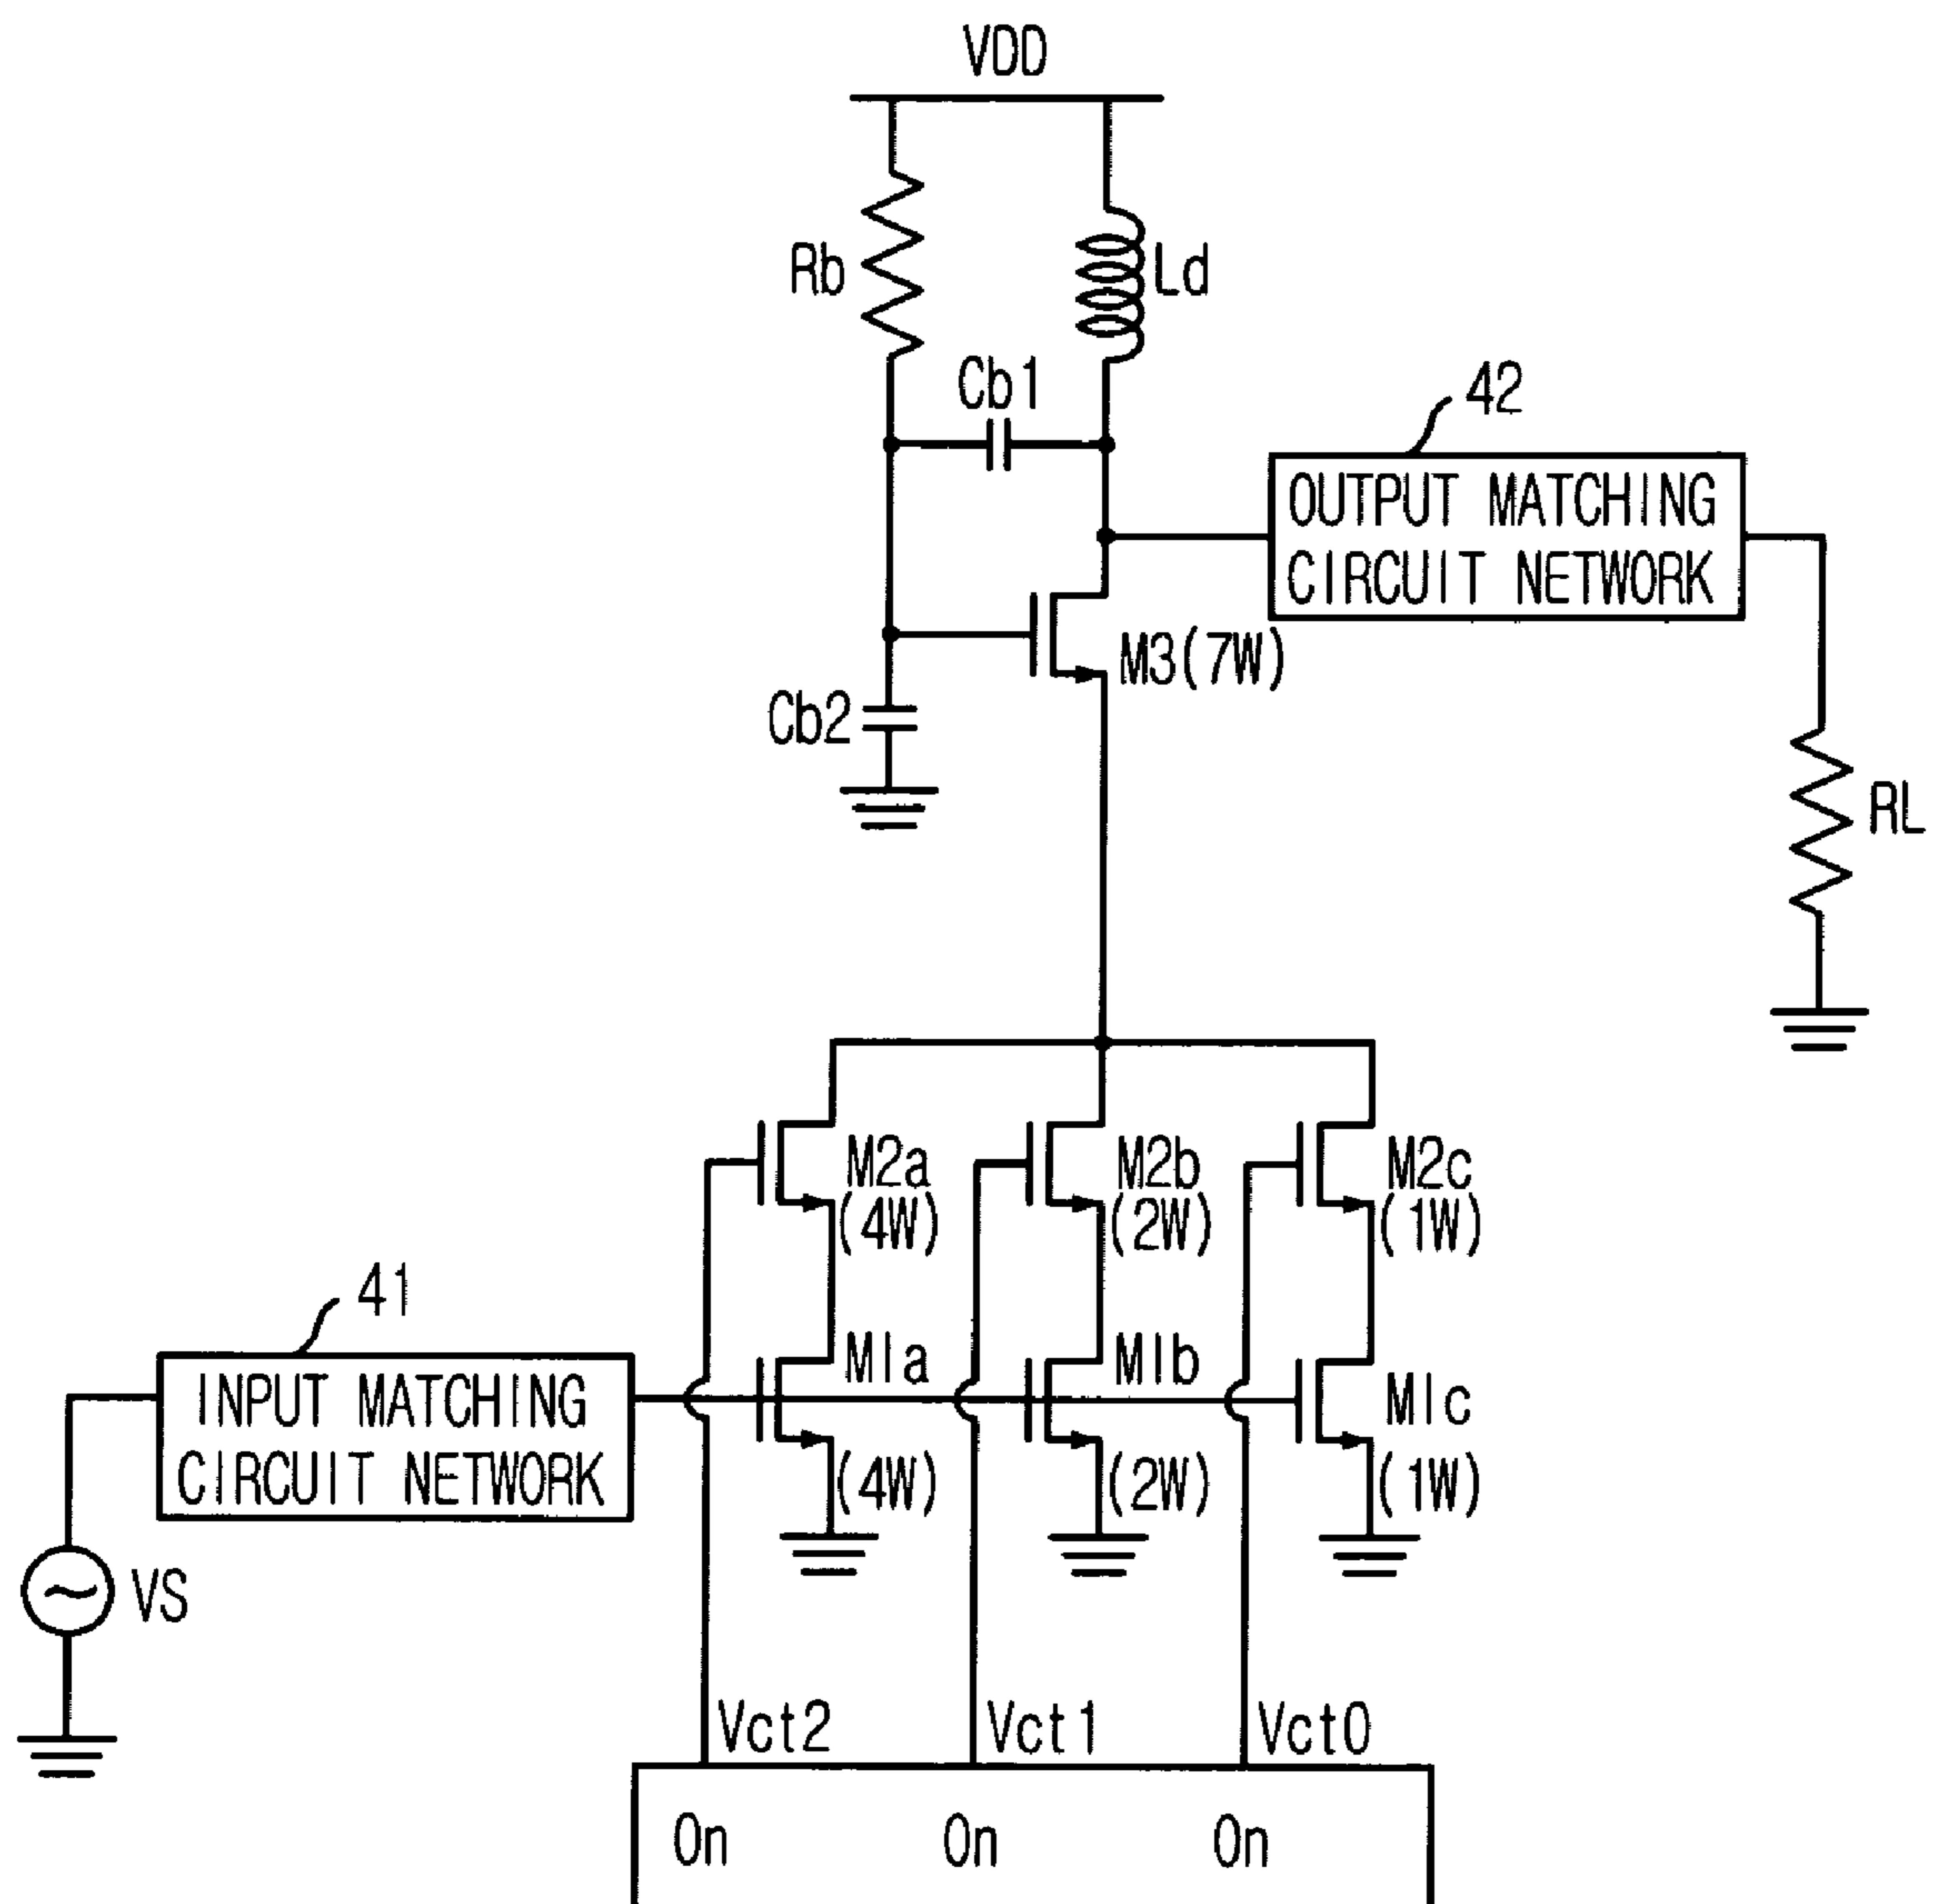 VDD
Rb
Ld
Cb1
42
OUTPUT MATCHING
CIRCUIT NETWORK
M3(7W)
Cb2
RL
M2a
(4W)
M2b
(2W)
M2c
(1W)
41
INPUT MATCHING
CIRCUIT NETWORK
M1a
(4W)
M1b
(2W)
M1c
(1W)
VS
Vct2
Vct1
Vct0
On
On
On